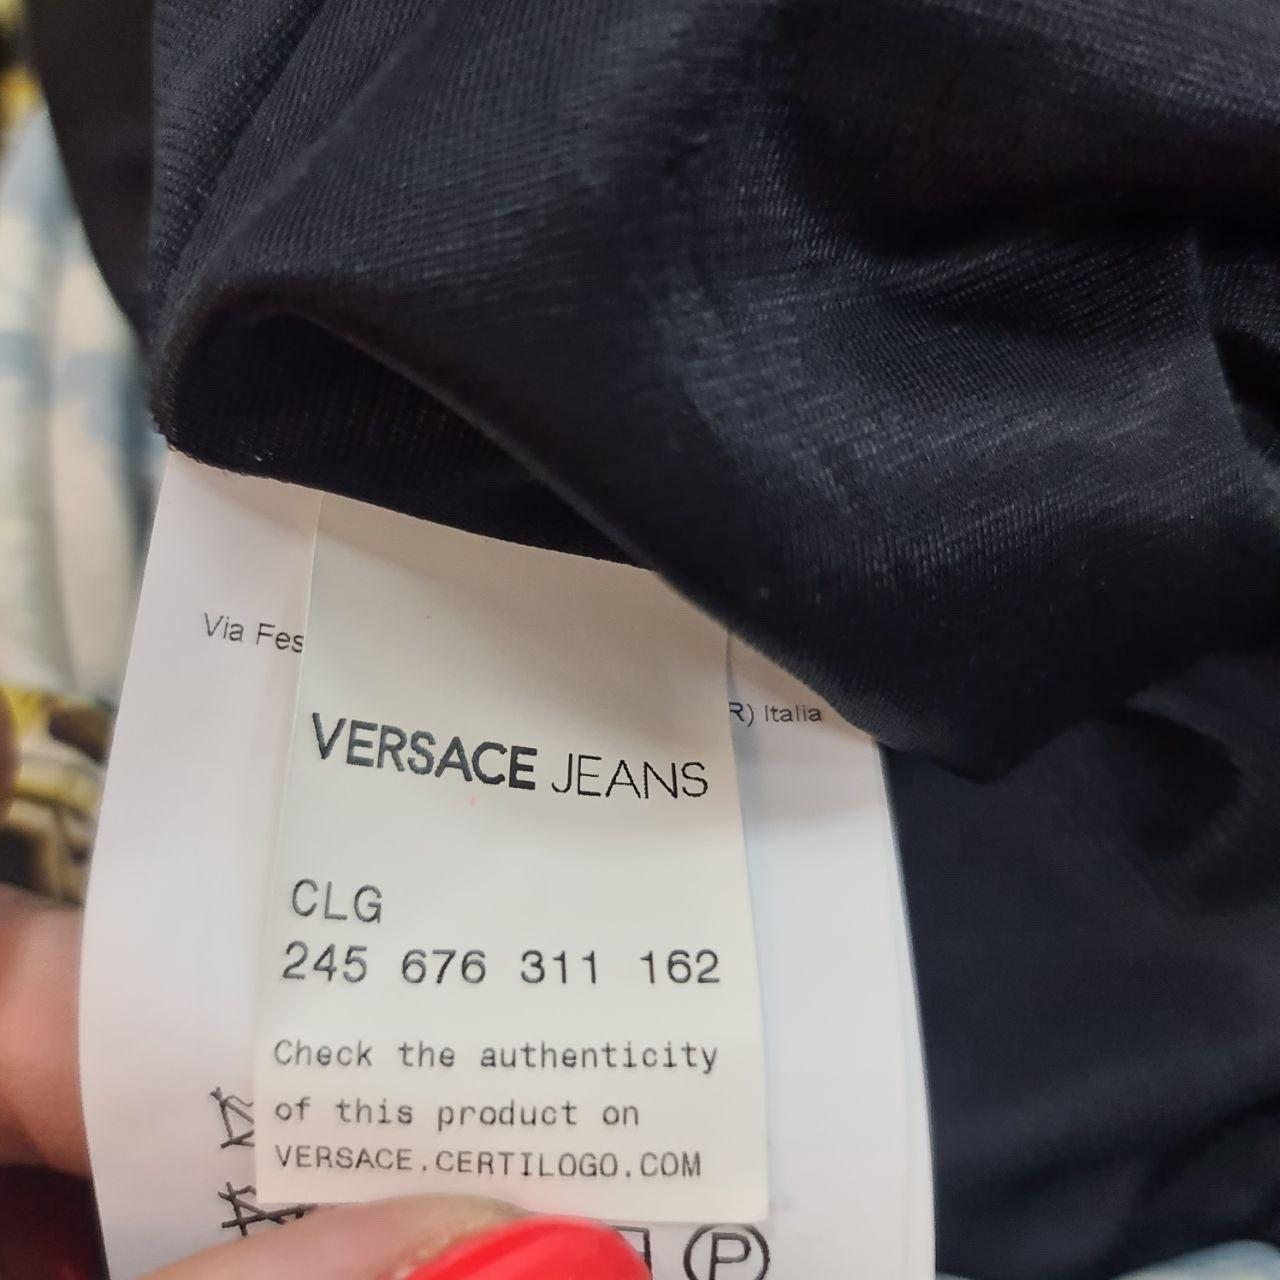 Via Fes
R) Italia
VERSACE JEANS
CLG
245 676 311 162
Check the authenticity
of this product on
VERSACE.CERTILOGO.COM
P